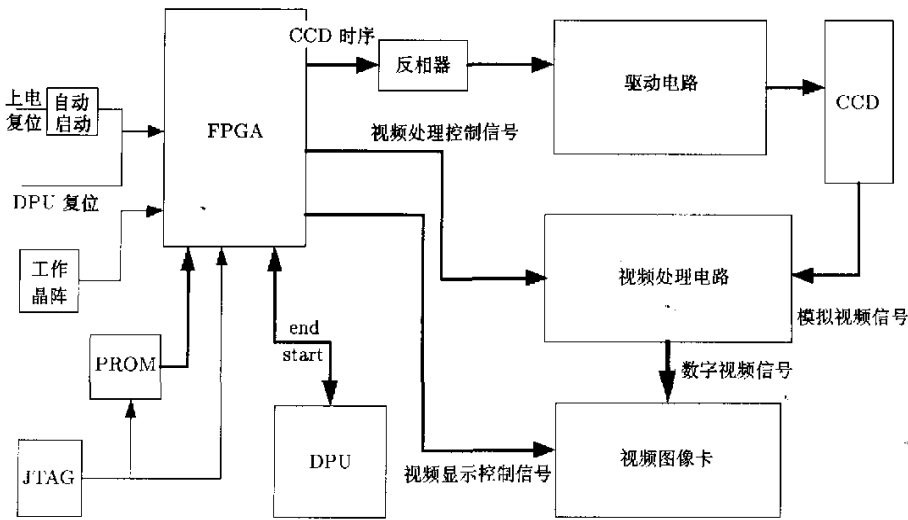 CCD 时序
反相器
驱动电路
CCD
上电
复位
自动
启动
FPGA
视频处理控制信号
DPU 复位
工作
晶阵
视频处理电路
模拟视频信号
end
start
PROM
数字视频信号
JTAG
DPU
视频显示控制信号
视频图像卡